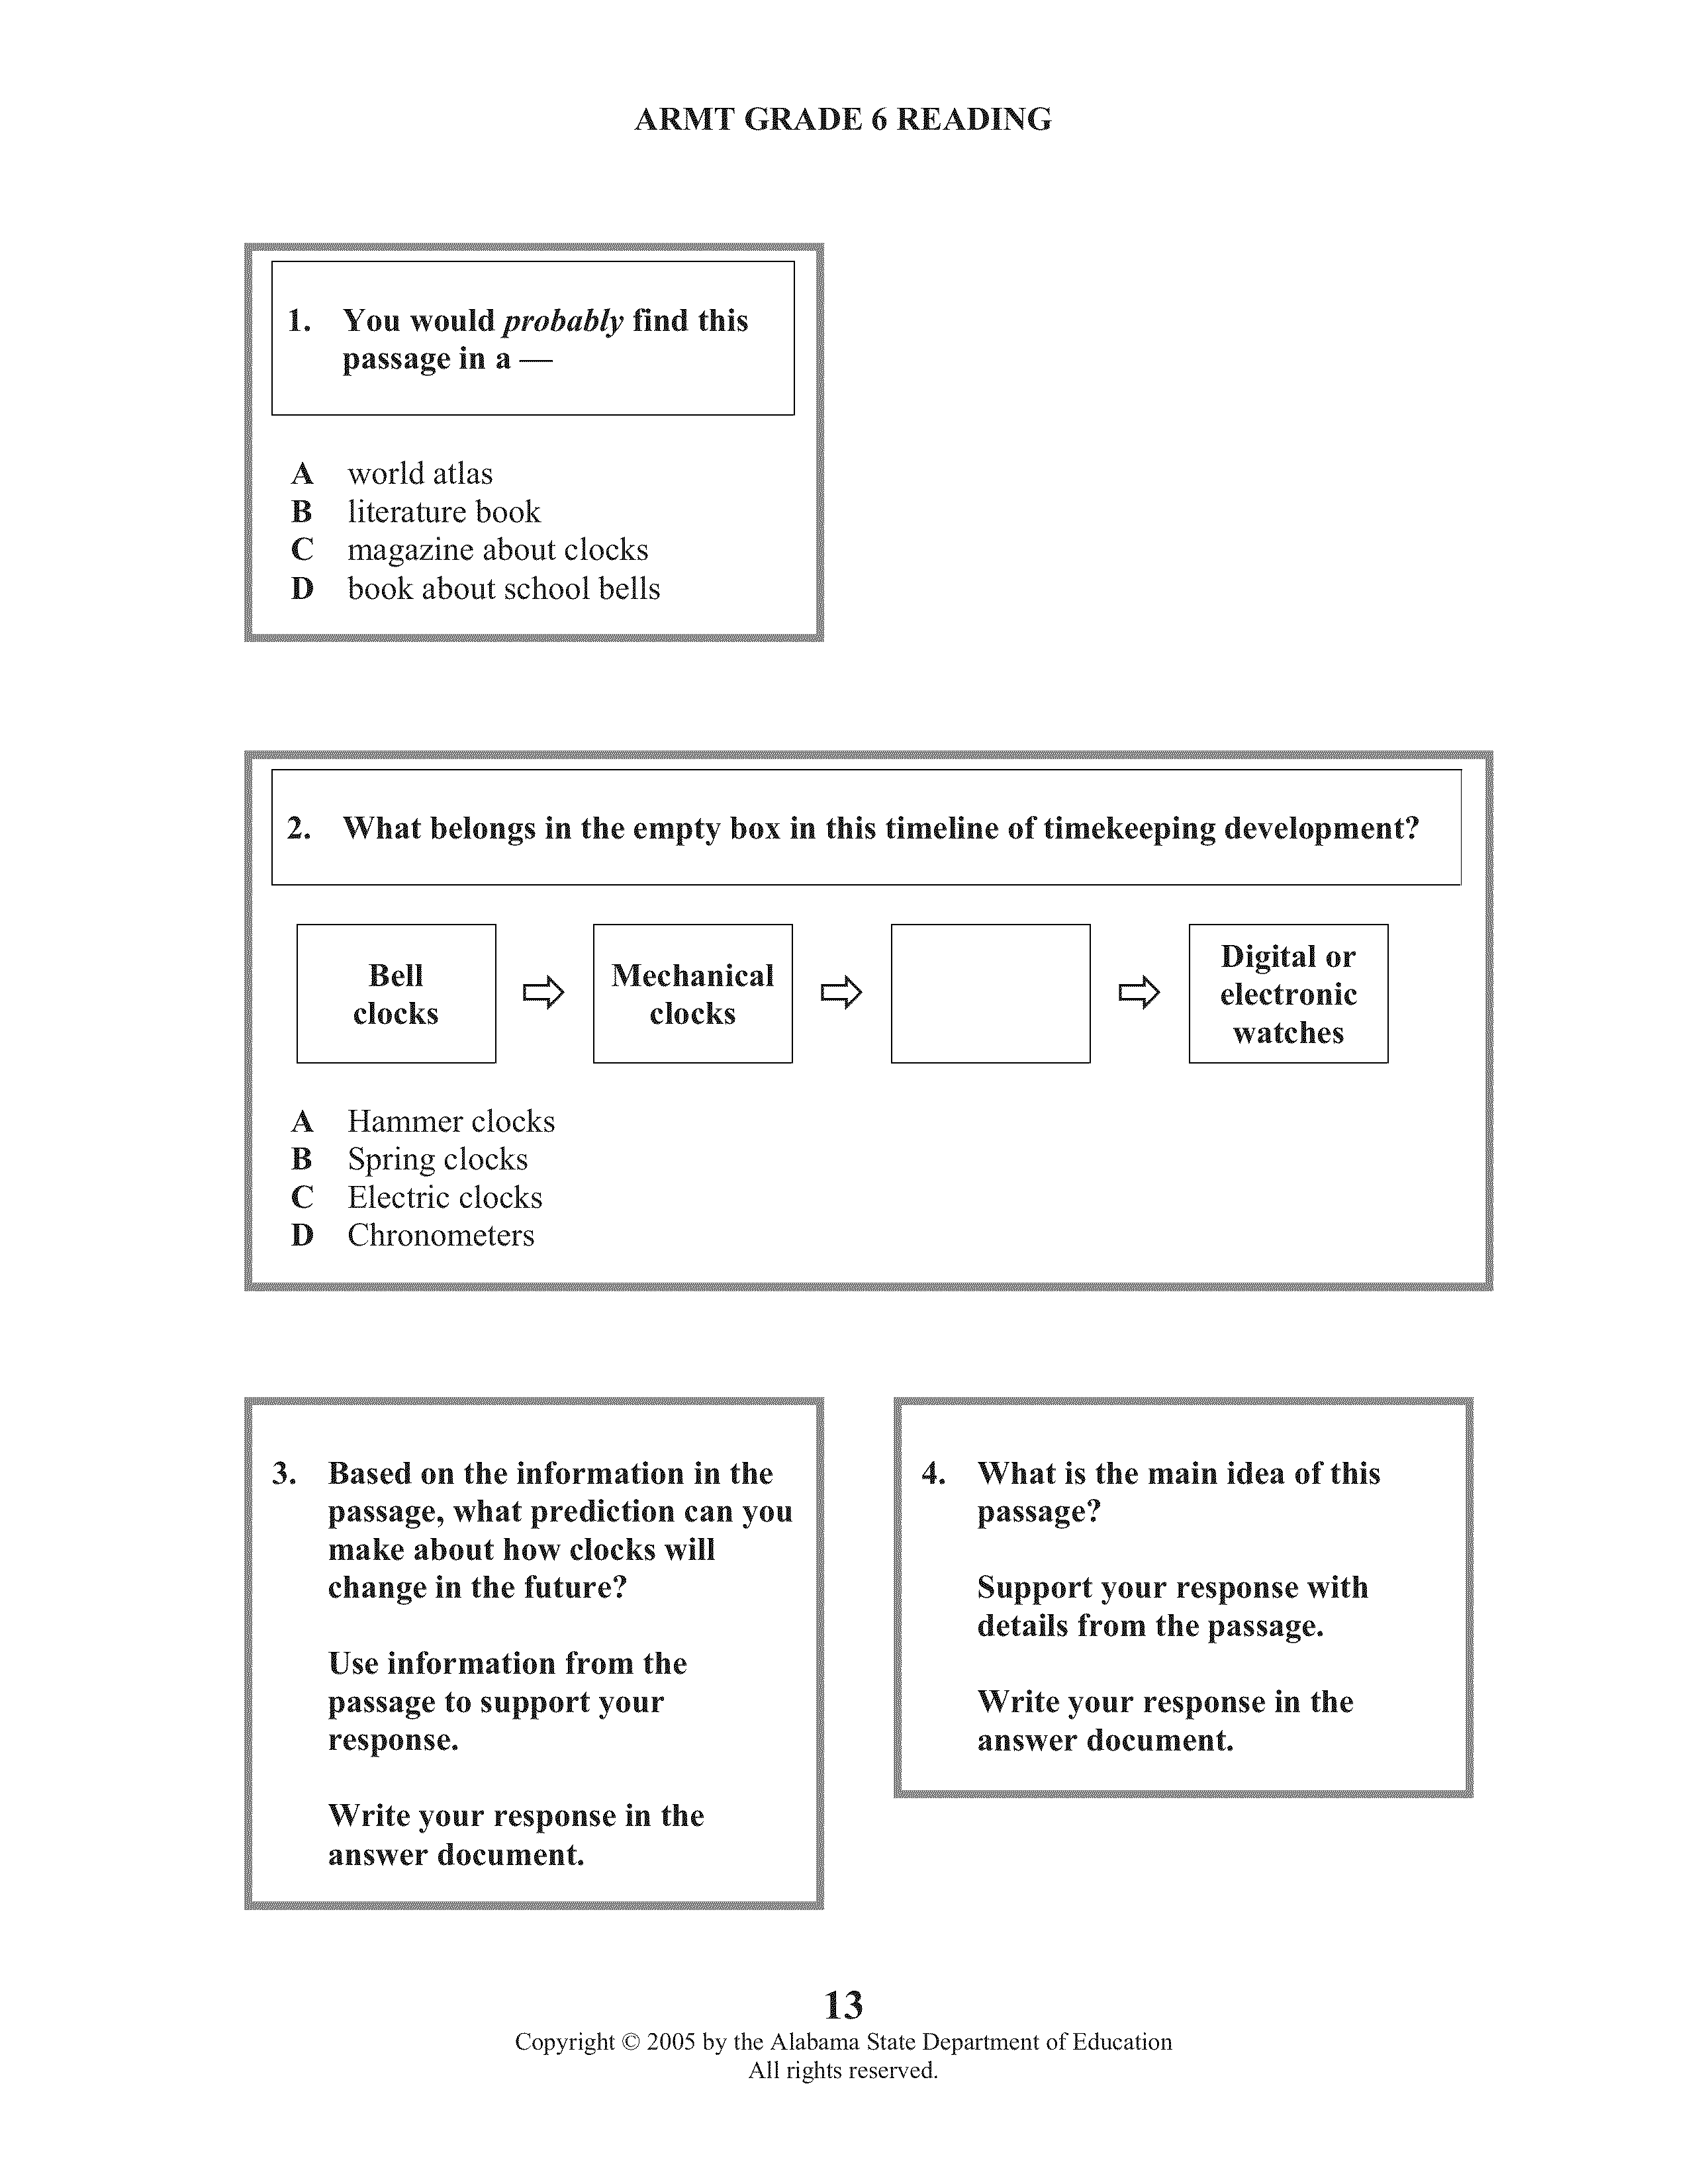 ARMT GRADE 6 READING
1. You would probably find this
passage in a —
A world atlas
B literature book
C magazine about clocks
D book about school bells
2. What belongs in the empty box in this timeline of timekeeping development?
Bell
clocks
Mechanical
clocks
Digital or
electronic
watches
A Hammer clocks
B Spring clocks
C Electric clocks
D Chronometers
3. Based on the information in the
passage, what prediction can you
make about how clocks will
change in the future?
Use information from the
passage to support your
response.
Write your response in the
answer document.
4. What is the main idea of this
passage?
Support your response with
details from the passage.
Write your response in the
answer document.
13
Copyright © 2005 by the Alabama State Department of Education
All rights reserved.